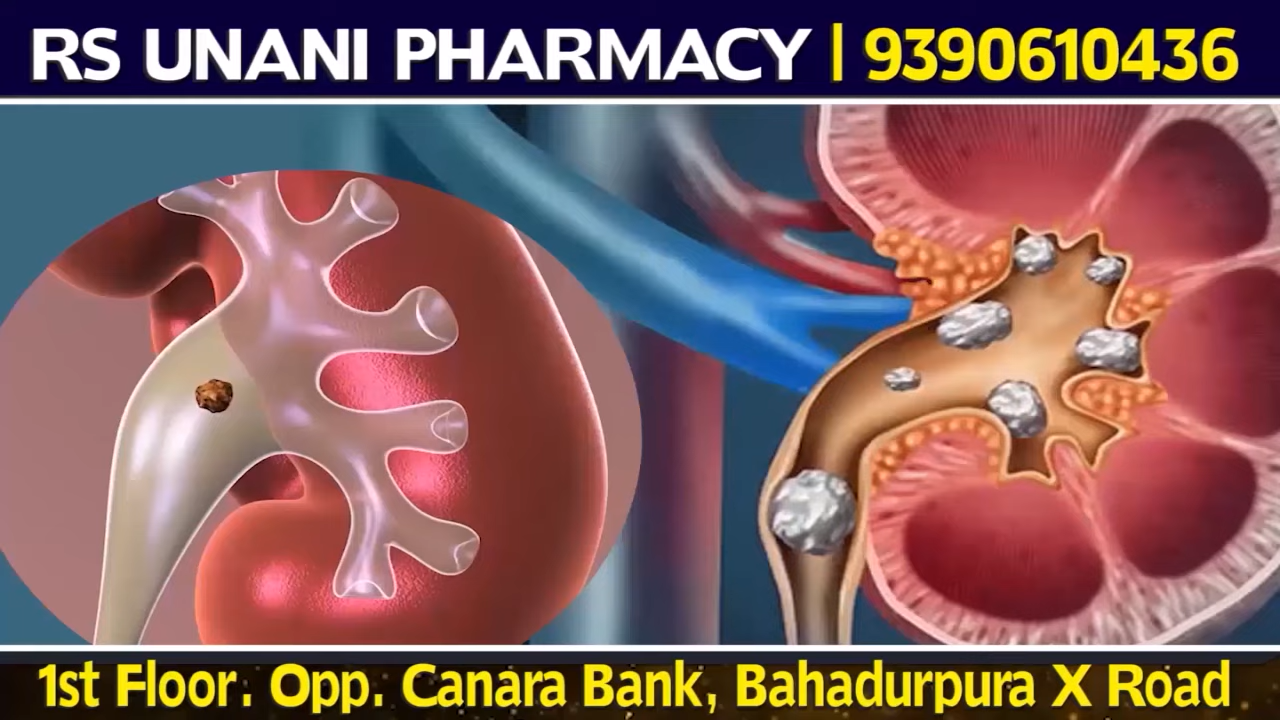 RS UNANI PHARMACY | 9390610436
1st Floor. Opp. Canara Bank, Bahadurpura X Road